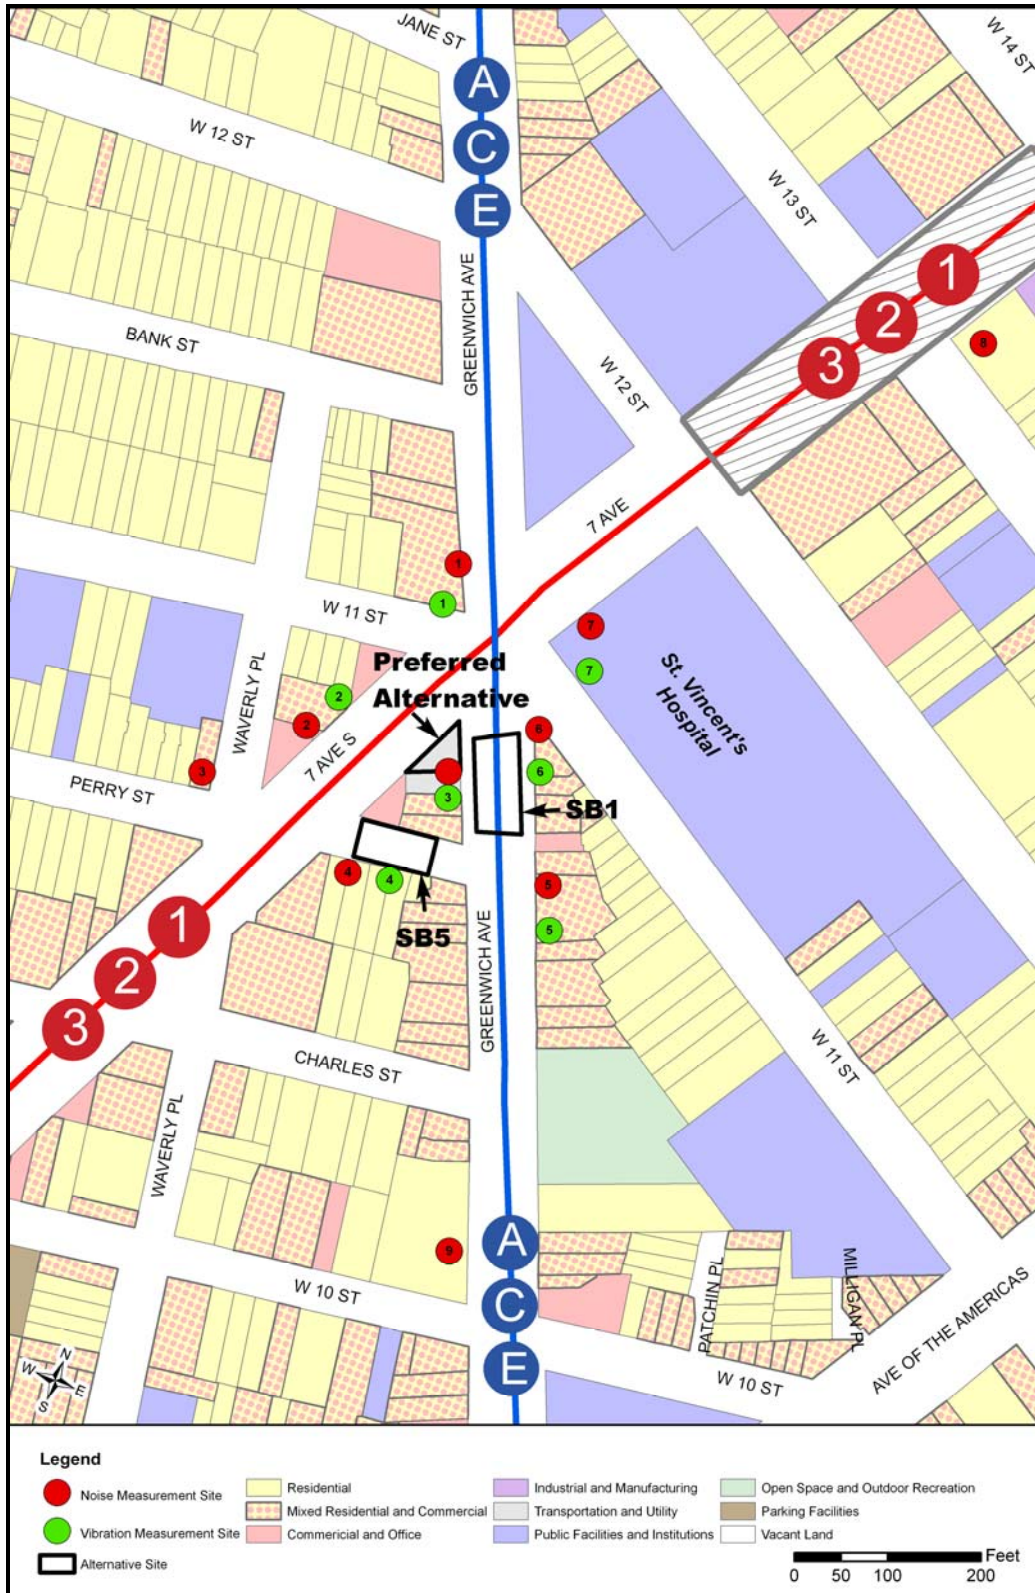 JANE ST
W 14 ST
A
C
E
W 12 ST
W 13 ST
1
2
3
GREENWICH AVE
BANK ST
8
W 12 ST
7 AVE
1
1
W 11 ST
7
7
St. Vincent's
Hospital
Preferred
Alternative
WAVERLY PL
2
2
7 AVE S
3
6
6
3
PERRY ST
SB1
4
4
5
5
SB5
1
2
3
GREENWICH AVE
W 11 ST
CHARLES ST
WAVERLY PL
9
A
C
E
W 10 ST
PATCHIN PL
MILLIGAN PL
AVE OF THE AMERICAS
W 10 ST
N
W
E
S
Legend
Noise Measurement Site
Vibration Measurement Site
Alternative Site
Residential
Mixed Residential and Commercial
Commericial and Office
Industrial and Manufacturing
Transportation and Utility
Public Facilities and Institutions
Open Space and Outdoor Recreation
Parking Facilities
Vacant Land
Feet
0 50 100 200